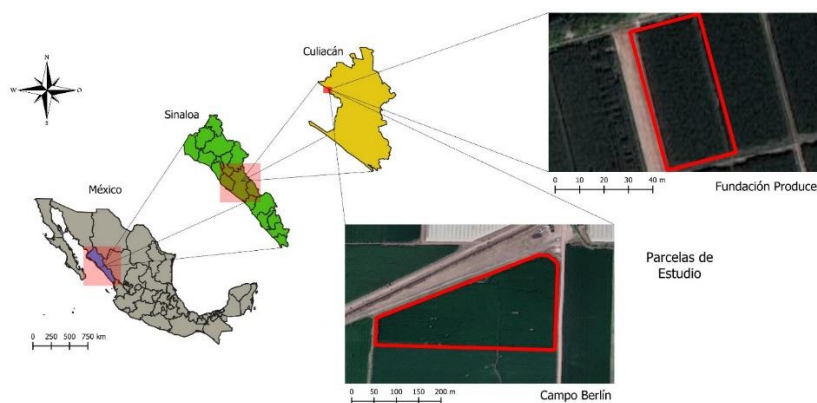 Culiacán
N
W
O
S
Sinaloa
México
0 10 20 30 40 m
Fundación Produce
Parcelas de
Estudio
0 250 500 750 km
0 50 100 150 200 m
Campo Berlín